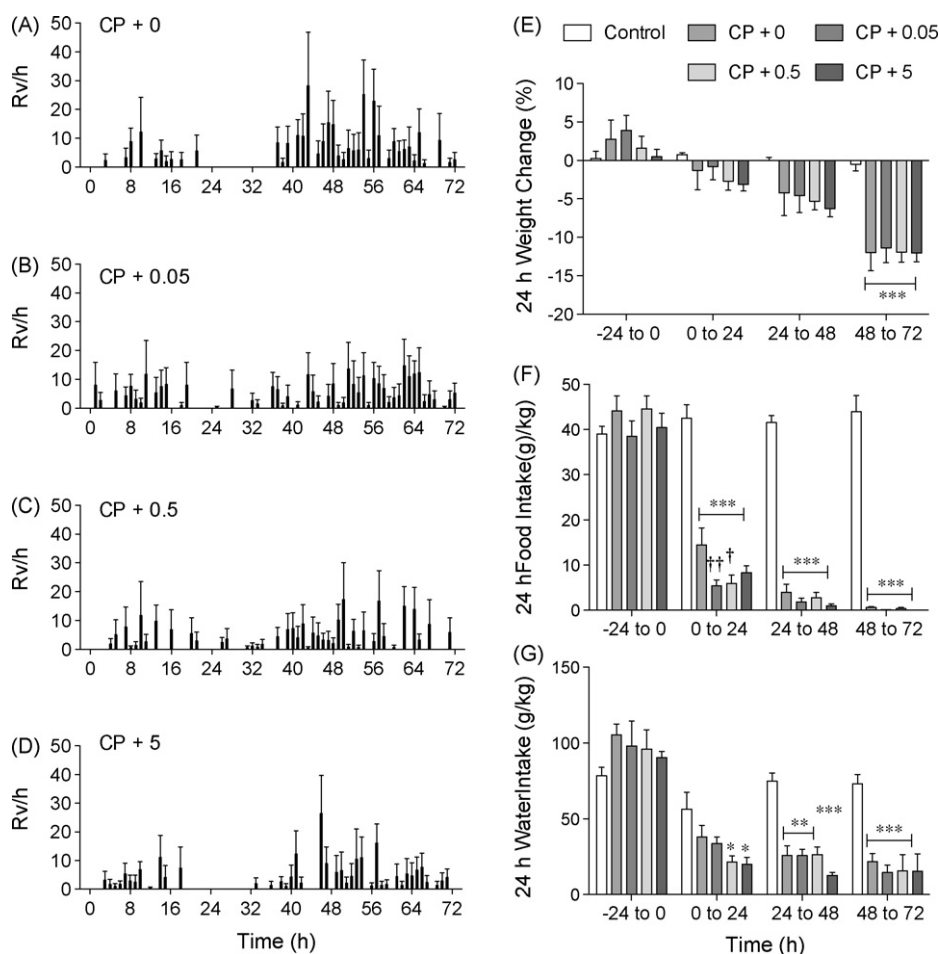 (A)
CP + 0
Rv/h
50
40
30
20
10
0
0 8 16 24 32 40 48 56 64 72
(B)
CP + 0.05
Rv/h
50
40
30
20
10
0
0 8 16 24 32 40 48 56 64 72
(C)
CP + 0.5
Rv/h
50
40
30
20
10
0
0 8 16 24 32 40 48 56 64 72
(D)
CP + 5
Rv/h
50
40
30
20
10
0
0 8 16 24 32 40 48 56 64 72
Time (h)
(E)
Control CP + 0 CP + 0.05
CP + 0.5 CP + 5
24 h Weight Change (%)
10
5
0
-5
-10
-15
-20
***
-24 to 0 0 to 24 24 to 48 48 to 72
(F)
24 hFood Intake(g)/kg)
50
40
30
20
10
0
***
†† †
***
***
-24 to 0 0 to 24 24 to 48 48 to 72
(G)
24 h WaterIntake (g/kg)
150
100
50
0
* *
** ***
***
-24 to 0 0 to 24 24 to 48 48 to 72
Time (h)